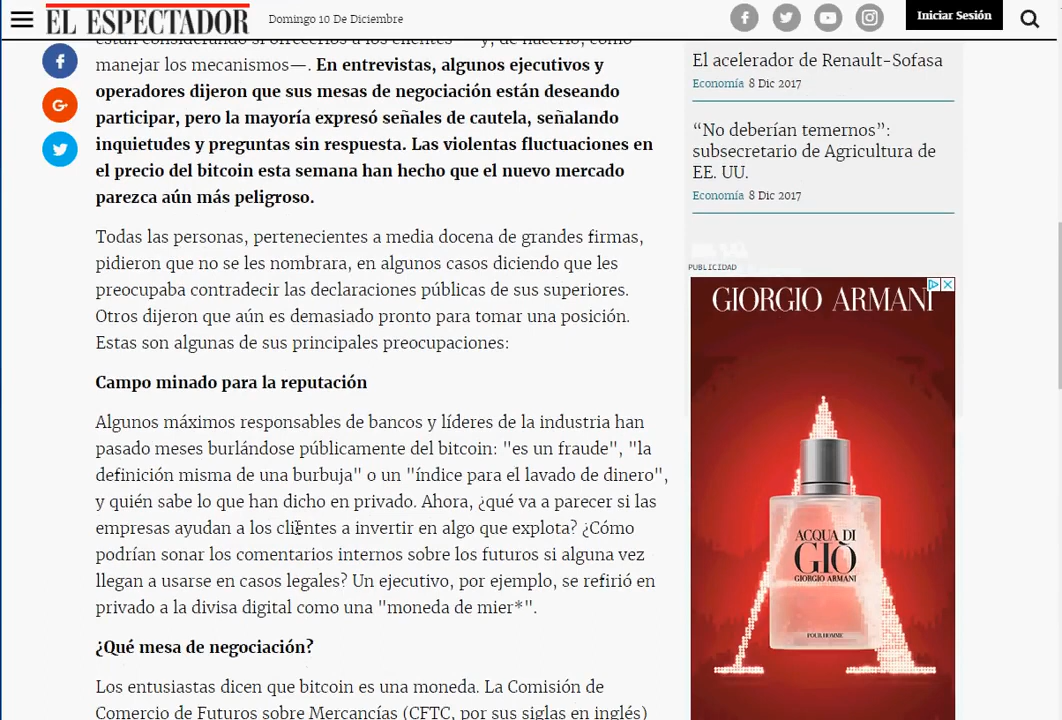 EL ESPECTADOR
Domingo 10 De Diciembre
Iniciar Sesión
están considerando si ofrecerlos a los clientes —y, de hacerlo, cómo
manejar los mecanismos—. En entrevistas, algunos ejecutivos y
operadores dijeron que sus mesas de negociación están deseando
participar, pero la mayoría expresó señales de cautela, señalando
inquietudes y preguntas sin respuesta. Las violentas fluctuaciones en
el precio del bitcoin esta semana han hecho que el nuevo mercado
parezca aún más peligroso.
Todas las personas, pertenecientes a media docena de grandes firmas,
pidieron que no se les nombrara, en algunos casos diciendo que les
preocupaba contradecir las declaraciones públicas de sus superiores.
Otros dijeron que aún es demasiado pronto para tomar una posición.
Estas son algunas de sus principales preocupaciones:
Campo minado para la reputación
Algunos máximos responsables de bancos y líderes de la industria han
pasado meses burlándose públicamente del bitcoin: "es un fraude", "la
definición misma de una burbuja" o un "índice para el lavado de dinero",
y quién sabe lo que han dicho en privado. Ahora, ¿qué va a parecer si las
empresas ayudan a los clientes a invertir en algo que explota? ¿Cómo
podrían sonar los comentarios internos sobre los futuros si alguna vez
llegan a usarse en casos legales? Un ejecutivo, por ejemplo, se refirió en
privado a la divisa digital como una "moneda de mier*".
¿Qué mesa de negociación?
Los entusiastas dicen que bitcoin es una moneda. La Comisión de
Comercio de Futuros sobre Mercancías (CFTC, por sus siglas en inglés)
El acelerador de Renault-Sofasa
Economía 8 Dic 2017
“No deberían temernos”:
subsecretario de Agricultura de
EE. UU.
Economía 8 Dic 2017
PUBLICIDAD
GIORGIO ARMANI
ACQUA DI
GIÒ
GIORGIO ARMANI
POUR HOMME